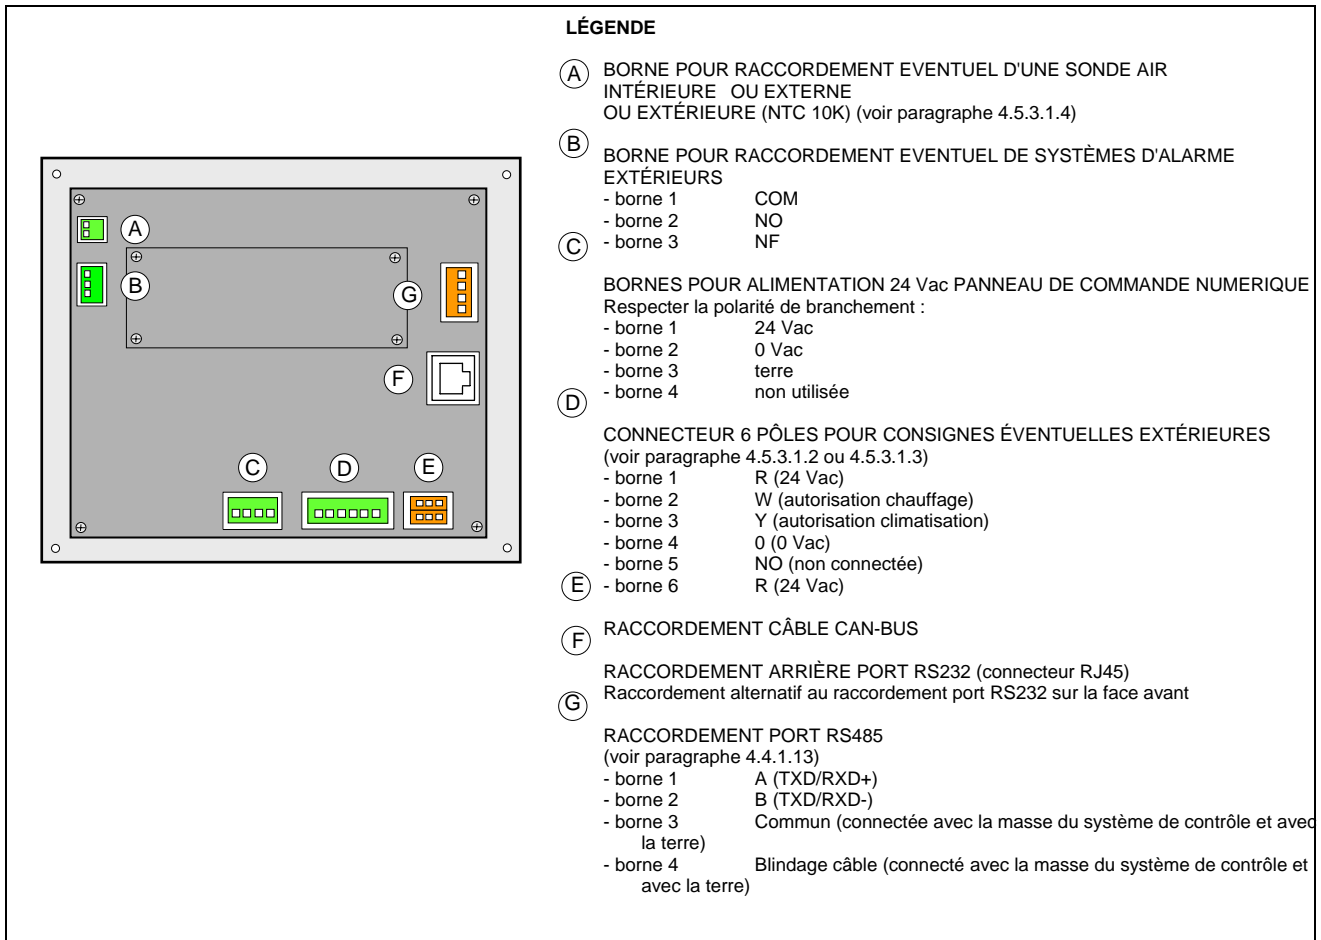 LÉGENDE
A BORNE POUR RACCORDEMENT EVENTUEL D'UNE SONDE AIR
INTÉRIEURE OU EXTERNE
OU EXTÉRIEURE (NTC 10K) (voir paragraphe 4.5.3.1.4)
B
BORNE POUR RACCORDEMENT EVENTUEL DE SYSTÈMES D'ALARME
EXTÉRIEURS
- borne 1 COM
- borne 2 NO
C - borne 3 NF
BORNES POUR ALIMENTATION 24 Vac PANNEAU DE COMMANDE NUMERIQUE
Respecter la polarité de branchement :
- borne 1 24 Vac
- borne 2 0 Vac
- borne 3 terre
- borne 4 non utilisée
D
CONNECTEUR 6 PÔLES POUR CONSIGNES ÉVENTUELLES EXTÉRIEURES
(voir paragraphe 4.5.3.1.2 ou 4.5.3.1.3)
- borne 1 R (24 Vac)
- borne 2 W (autorisation chauffage)
- borne 3 Y (autorisation climatisation)
- borne 4 0 (0 Vac)
- borne 5 NO (non connectée)
E - borne 6 R (24 Vac)
RACCORDEMENT CÂBLE CAN-BUS
F
RACCORDEMENT ARRIÈRE PORT RS232 (connecteur RJ45)
Raccordement alternatif au raccordement port RS232 sur la face avant
G
RACCORDEMENT PORT RS485
(voir paragraphe 4.4.1.13)
- borne 1 A (TXD/RXD+)
- borne 2 B (TXD/RXD-)
- borne 3 Commun (connectée avec la masse du système de contrôle et avec
la terre)
- borne 4 Blindage câble (connecté avec la masse du système de contrôle et
avec la terre)
A
B
G
F
C D E